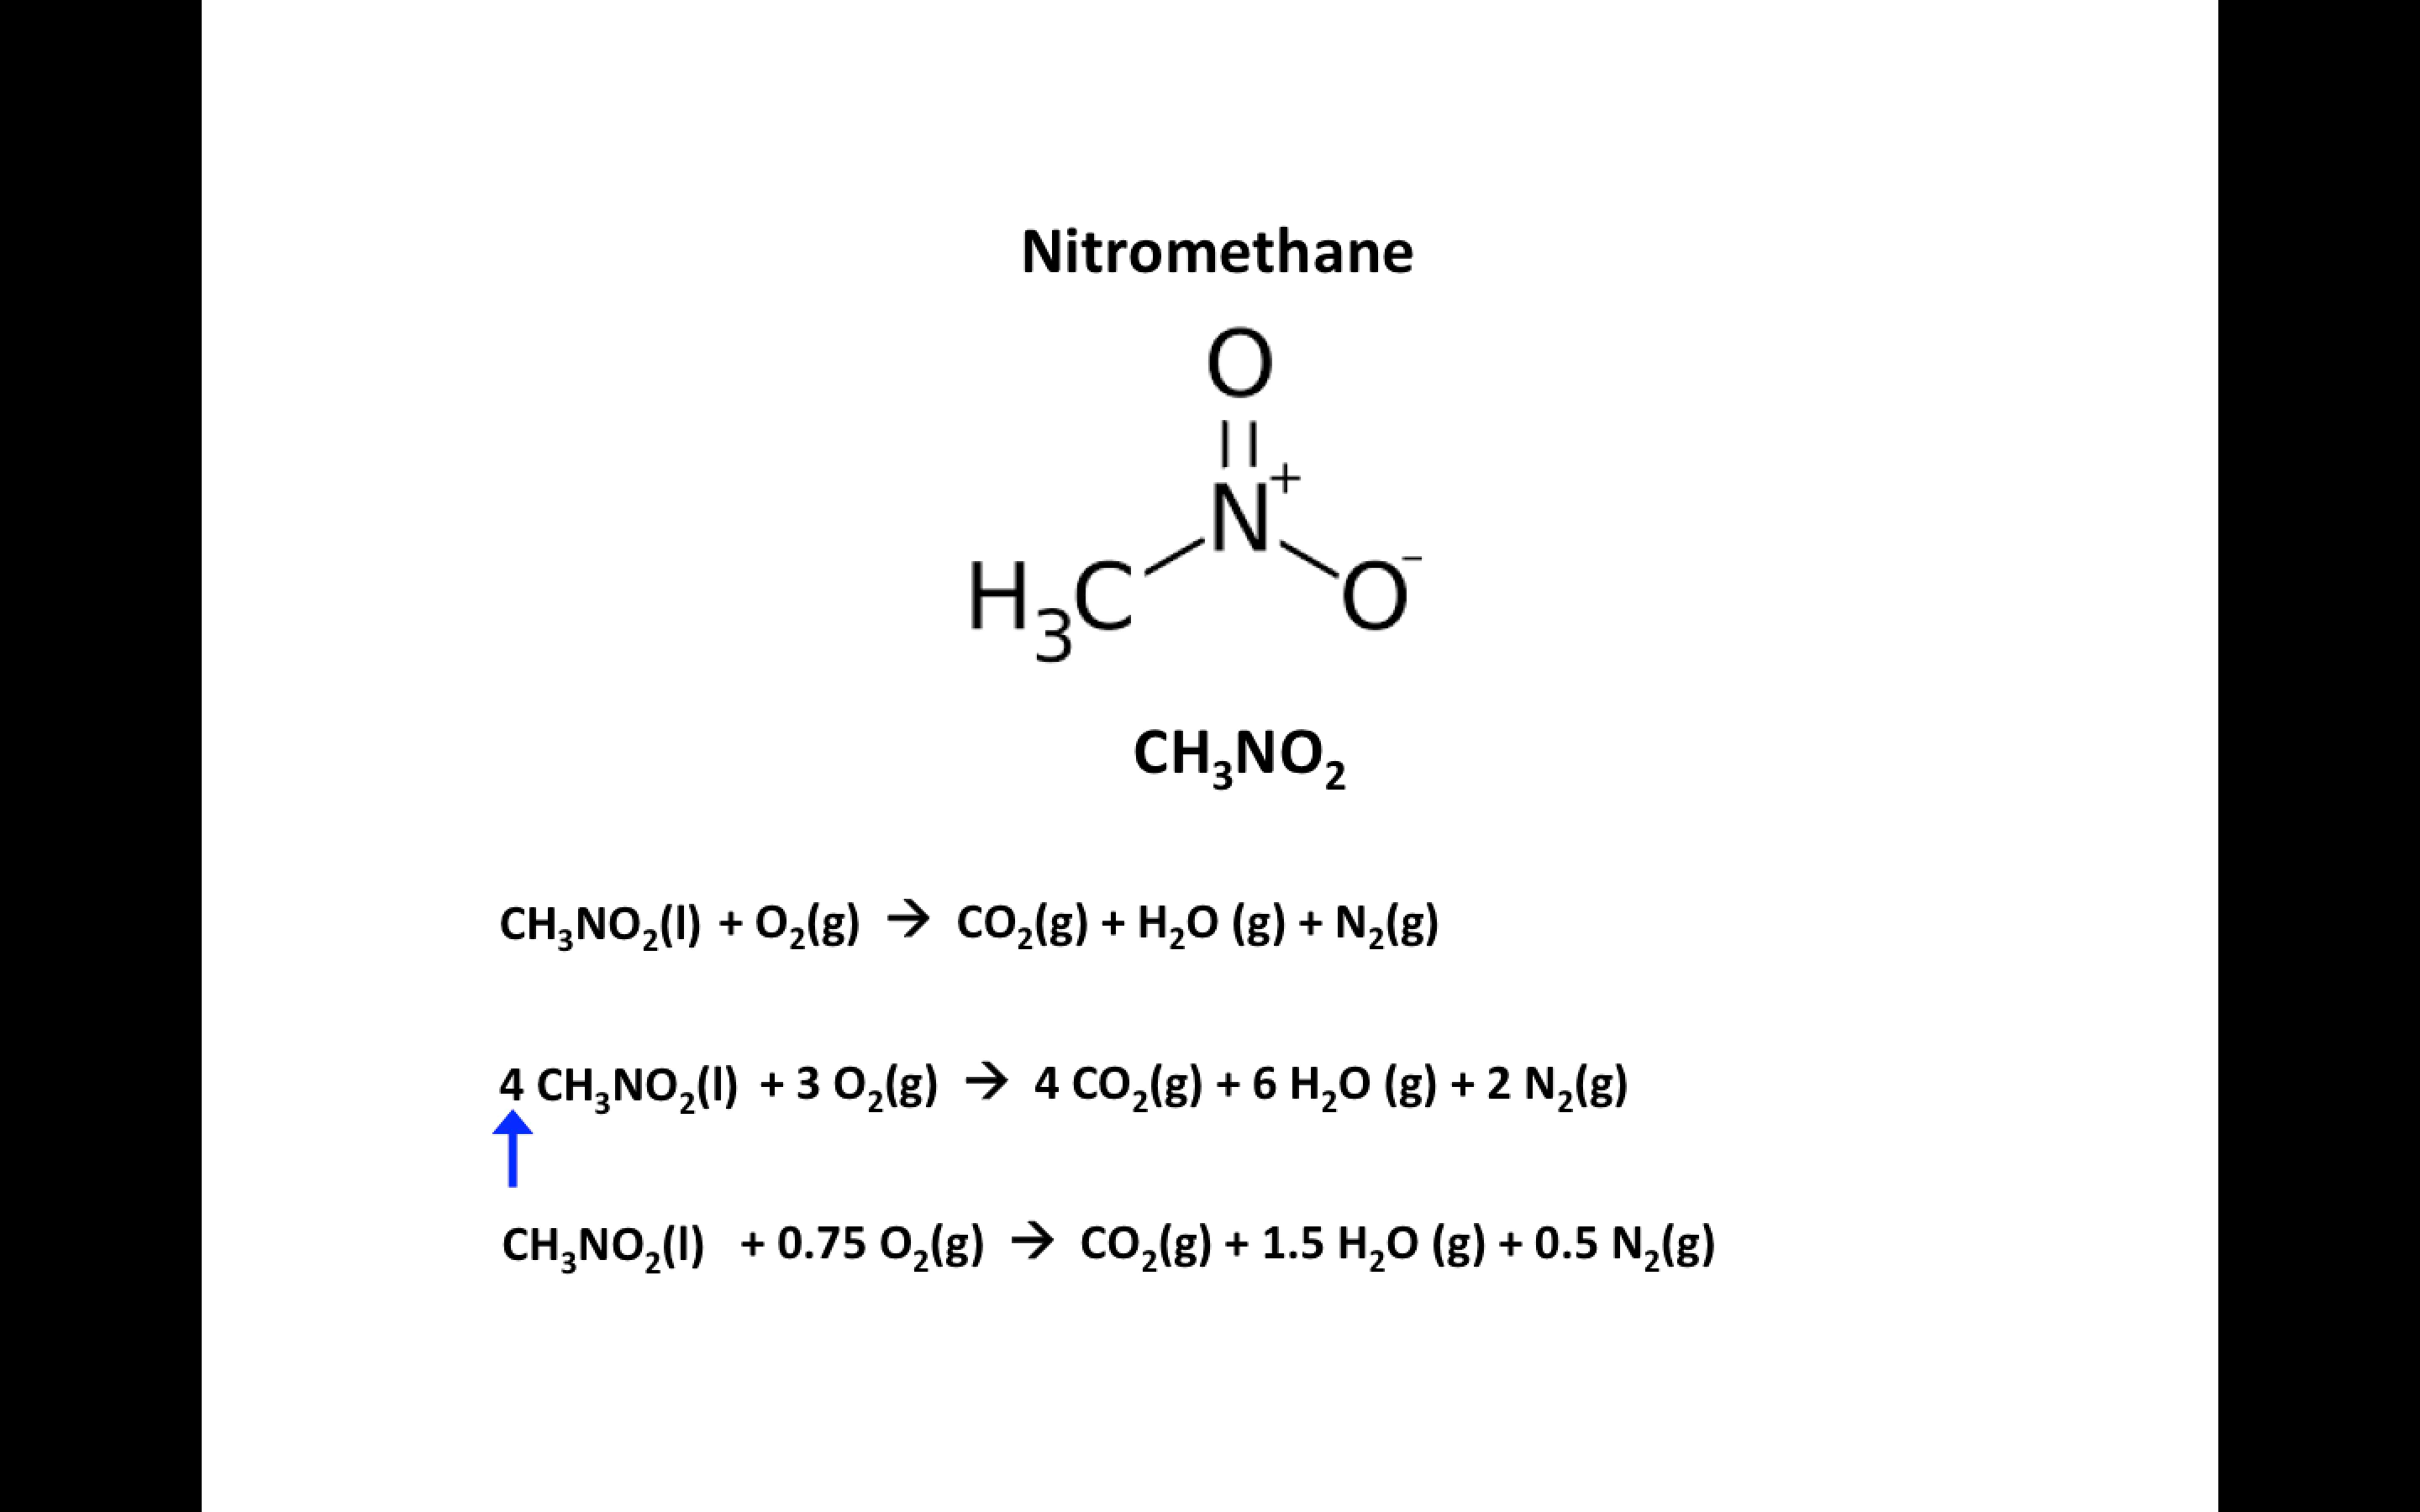 Nitromethane
O
N⁺
H₃C O⁻
CH₃NO₂
CH₃NO₂(l) + O₂(g) → CO₂(g) + H₂O (g) + N₂(g)
4 CH₃NO₂(l) + 3 O₂(g) → 4 CO₂(g) + 6 H₂O (g) + 2 N₂(g)
CH₃NO₂(l) + 0.75 O₂(g) → CO₂(g) + 1.5 H₂O (g) + 0.5 N₂(g)